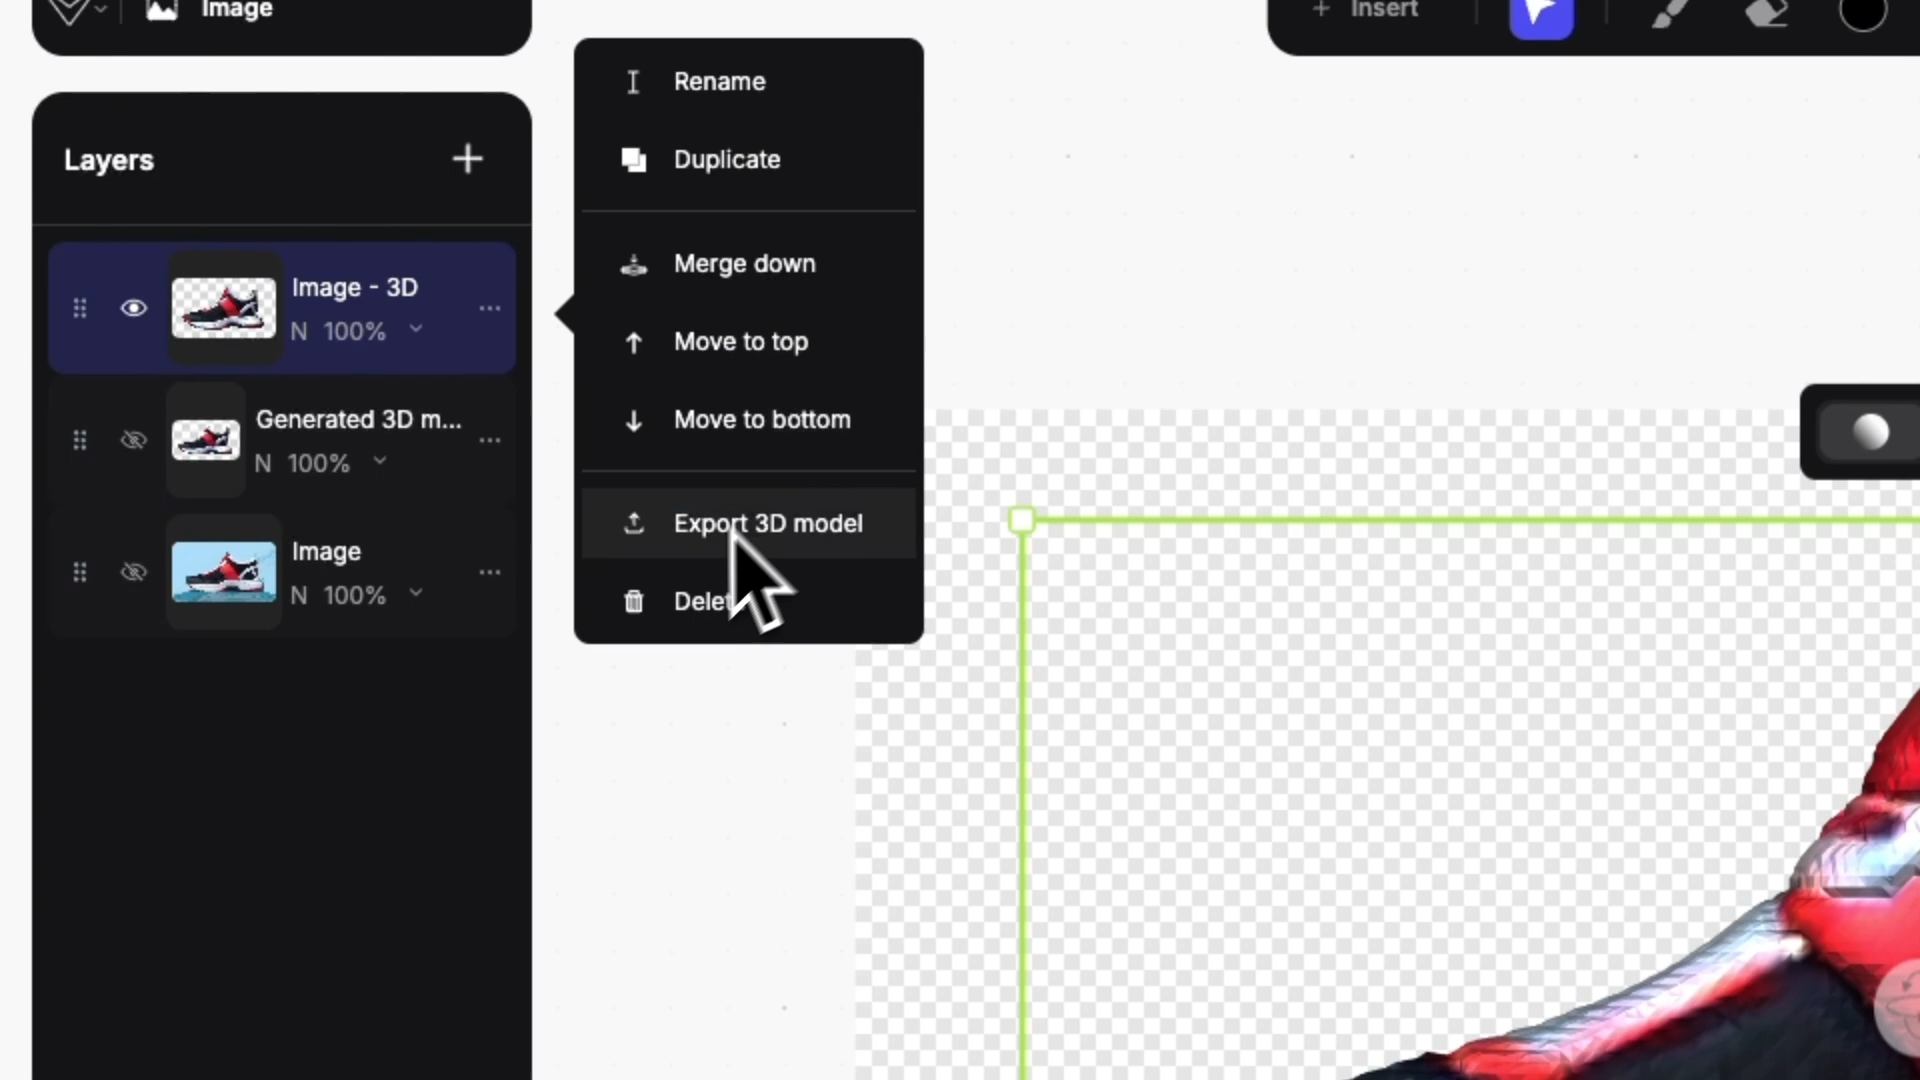 Image
Insert
Layers
Image - 3D
N 100%
Generated 3D m...
N 100%
Image
N 100%
Rename
Duplicate
Merge down
Move to top
Move to bottom
Export 3D model
Delet